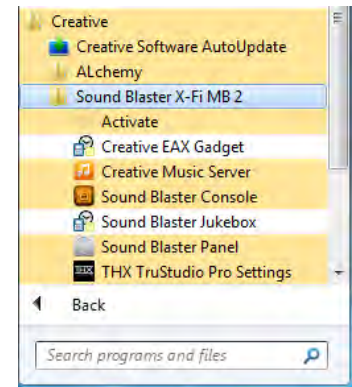 Creative
Creative Software AutoUpdate
ALchemy
Sound Blaster X-Fi MB 2
Activate
Creative EAX Gadget
Creative Music Server
Sound Blaster Console
Sound Blaster Jukebox
Sound Blaster Panel
THX THX TruStudio Pro Settings
Back
Search programs and files